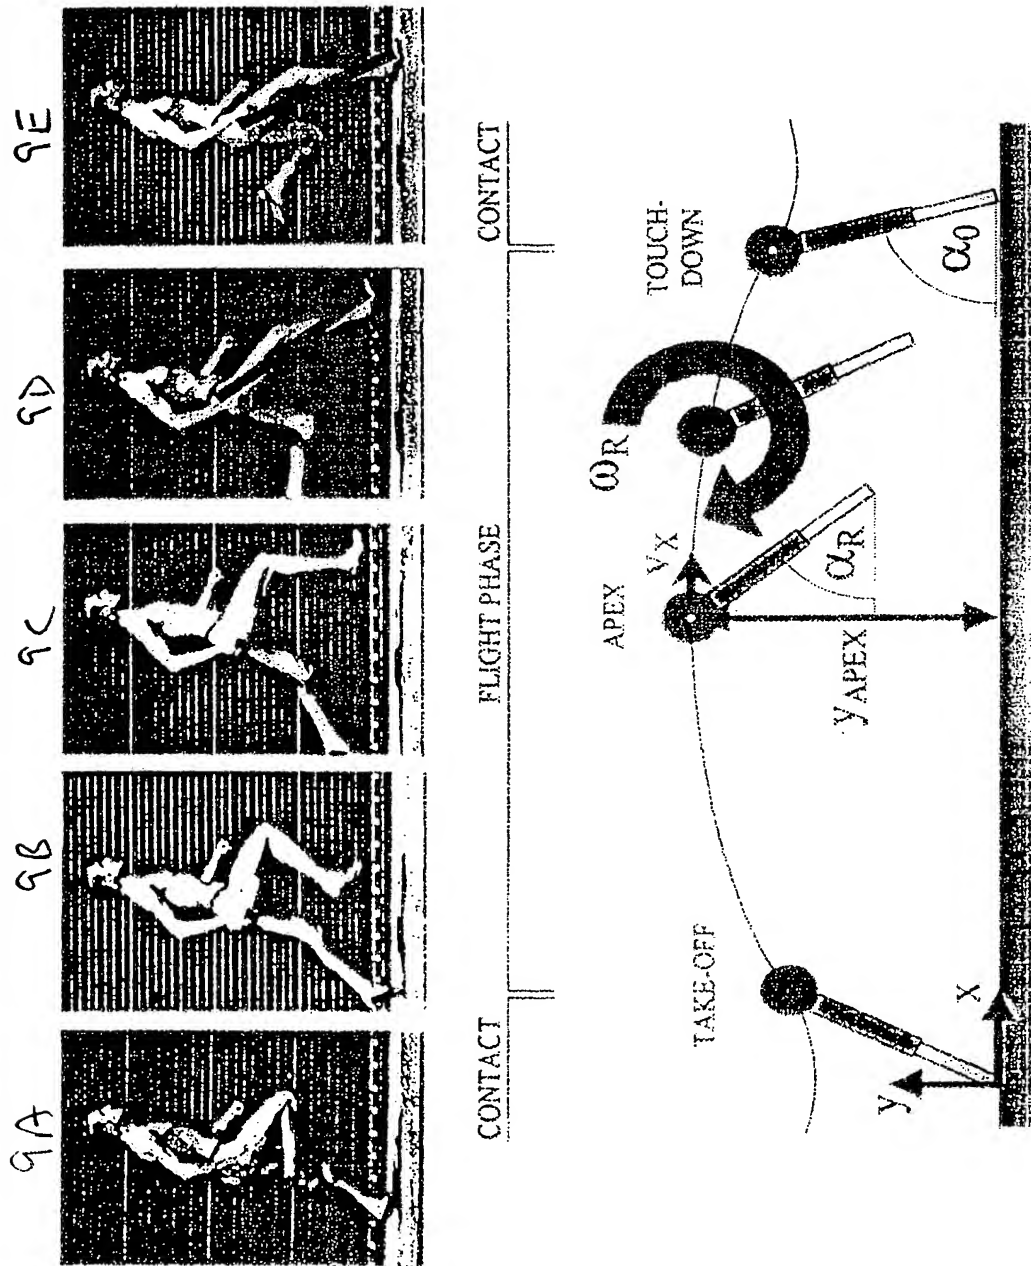 9A 9B 9C 9D 9E
CONTACT FLIGHT PHASE CONTACT
TAKE-OFF
APEX
TOUCH-
DOWN
ωR
vX
αR
yAPEX
α0
y
x